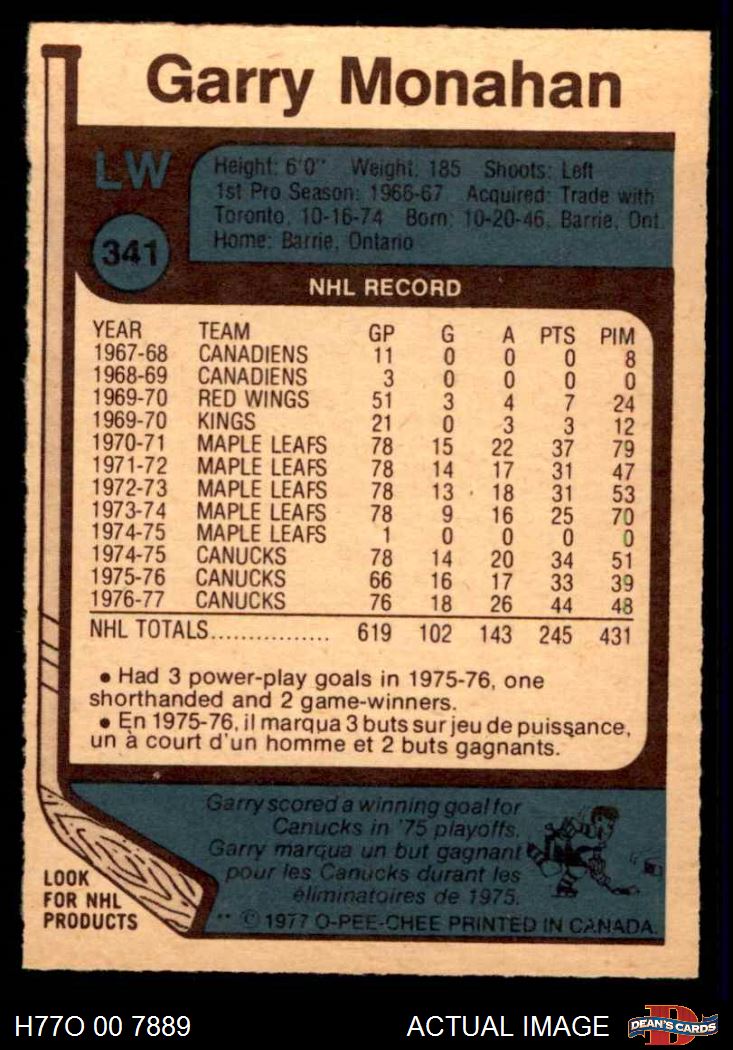 Garry Monahan
LW
341
Height: 6'0" Weight: 185 Shoots: Left
1st Pro Season: 1966-67 Acquired: Trade with
Toronto, 10-16-74 Born: 10-20-46, Barrie, Ont.
Home: Barrie, Ontario
NHL RECORD
YEAR TEAM GP G A PTS PIM
1967-68 CANADIENS 11 0 0 0 8
1968-69 CANADIENS 3 0 0 0 0
1969-70 RED WINGS 51 3 4 7 24
1969-70 KINGS 21 0 3 3 12
1970-71 MAPLE LEAFS 78 15 22 37 79
1971-72 MAPLE LEAFS 78 14 17 31 47
1972-73 MAPLE LEAFS 78 13 18 31 53
1973-74 MAPLE LEAFS 78 9 16 25 70
1974-75 MAPLE LEAFS 1 0 0 0 0
1974-75 CANUCKS 78 14 20 34 51
1975-76 CANUCKS 66 16 17 33 39
1976-77 CANUCKS 76 18 26 44 48
NHL TOTALS................ 619 102 143 245 431
• Had 3 power-play goals in 1975-76, one
shorthanded and 2 game-winners.
• En 1975-76, il marqua 3 buts sur jeu de puissance,
un à court d'un homme et 2 buts gagnants.
Garry scored a winning goal for
Canucks in '75 playoffs.
Garry marqua un but gagnant
pour les Canucks durant les
éliminatoires de 1975.
LOOK
FOR NHL
PRODUCTS
** © 1977 O-PEE-CHEE PRINTED IN CANADA.
H77O 00 7889
ACTUAL IMAGE
D
DEAN'S CARDS